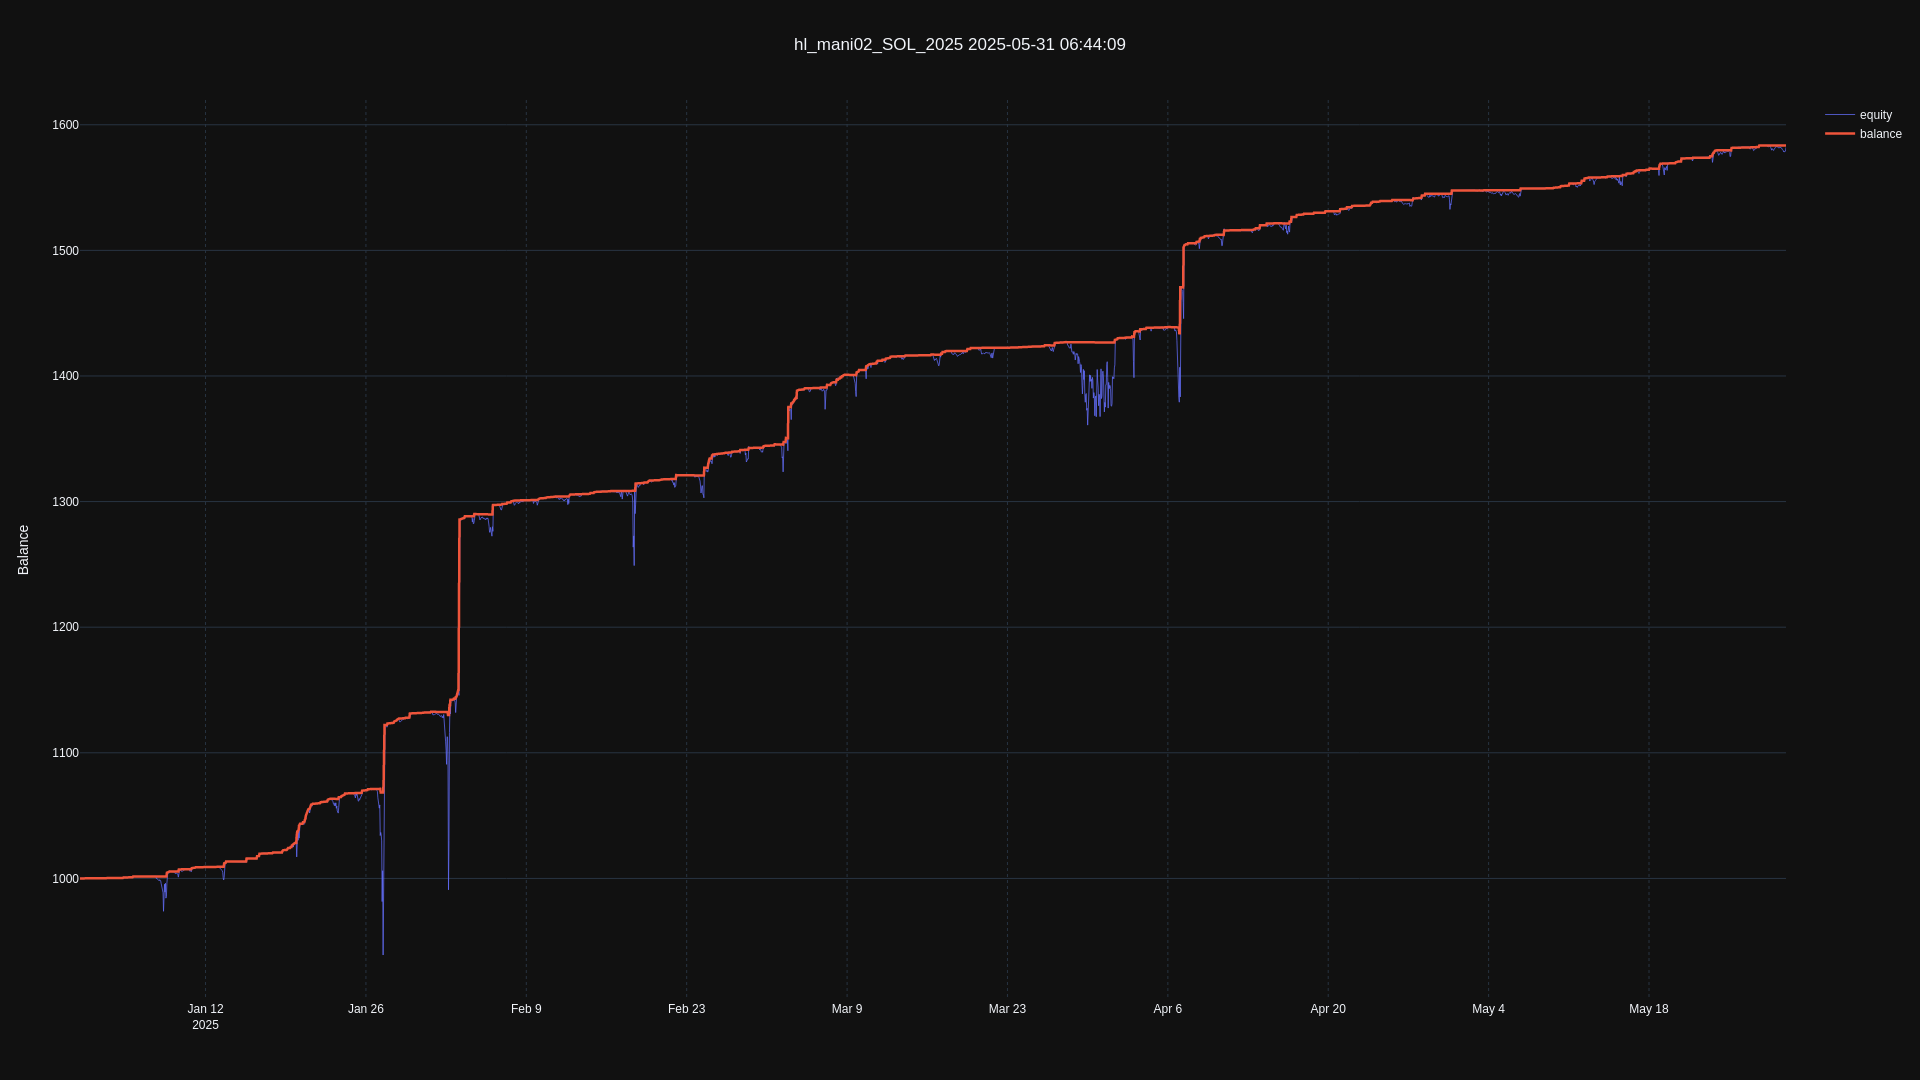 hl_mani02_SOL_2025 2025-05-31 06:44:09
equity
balance
1600
1500
1400
1300
1200
1100
1000
Balance
Jan 12
2025
Jan 26
Feb 9
Feb 23
Mar 9
Mar 23
Apr 6
Apr 20
May 4
May 18